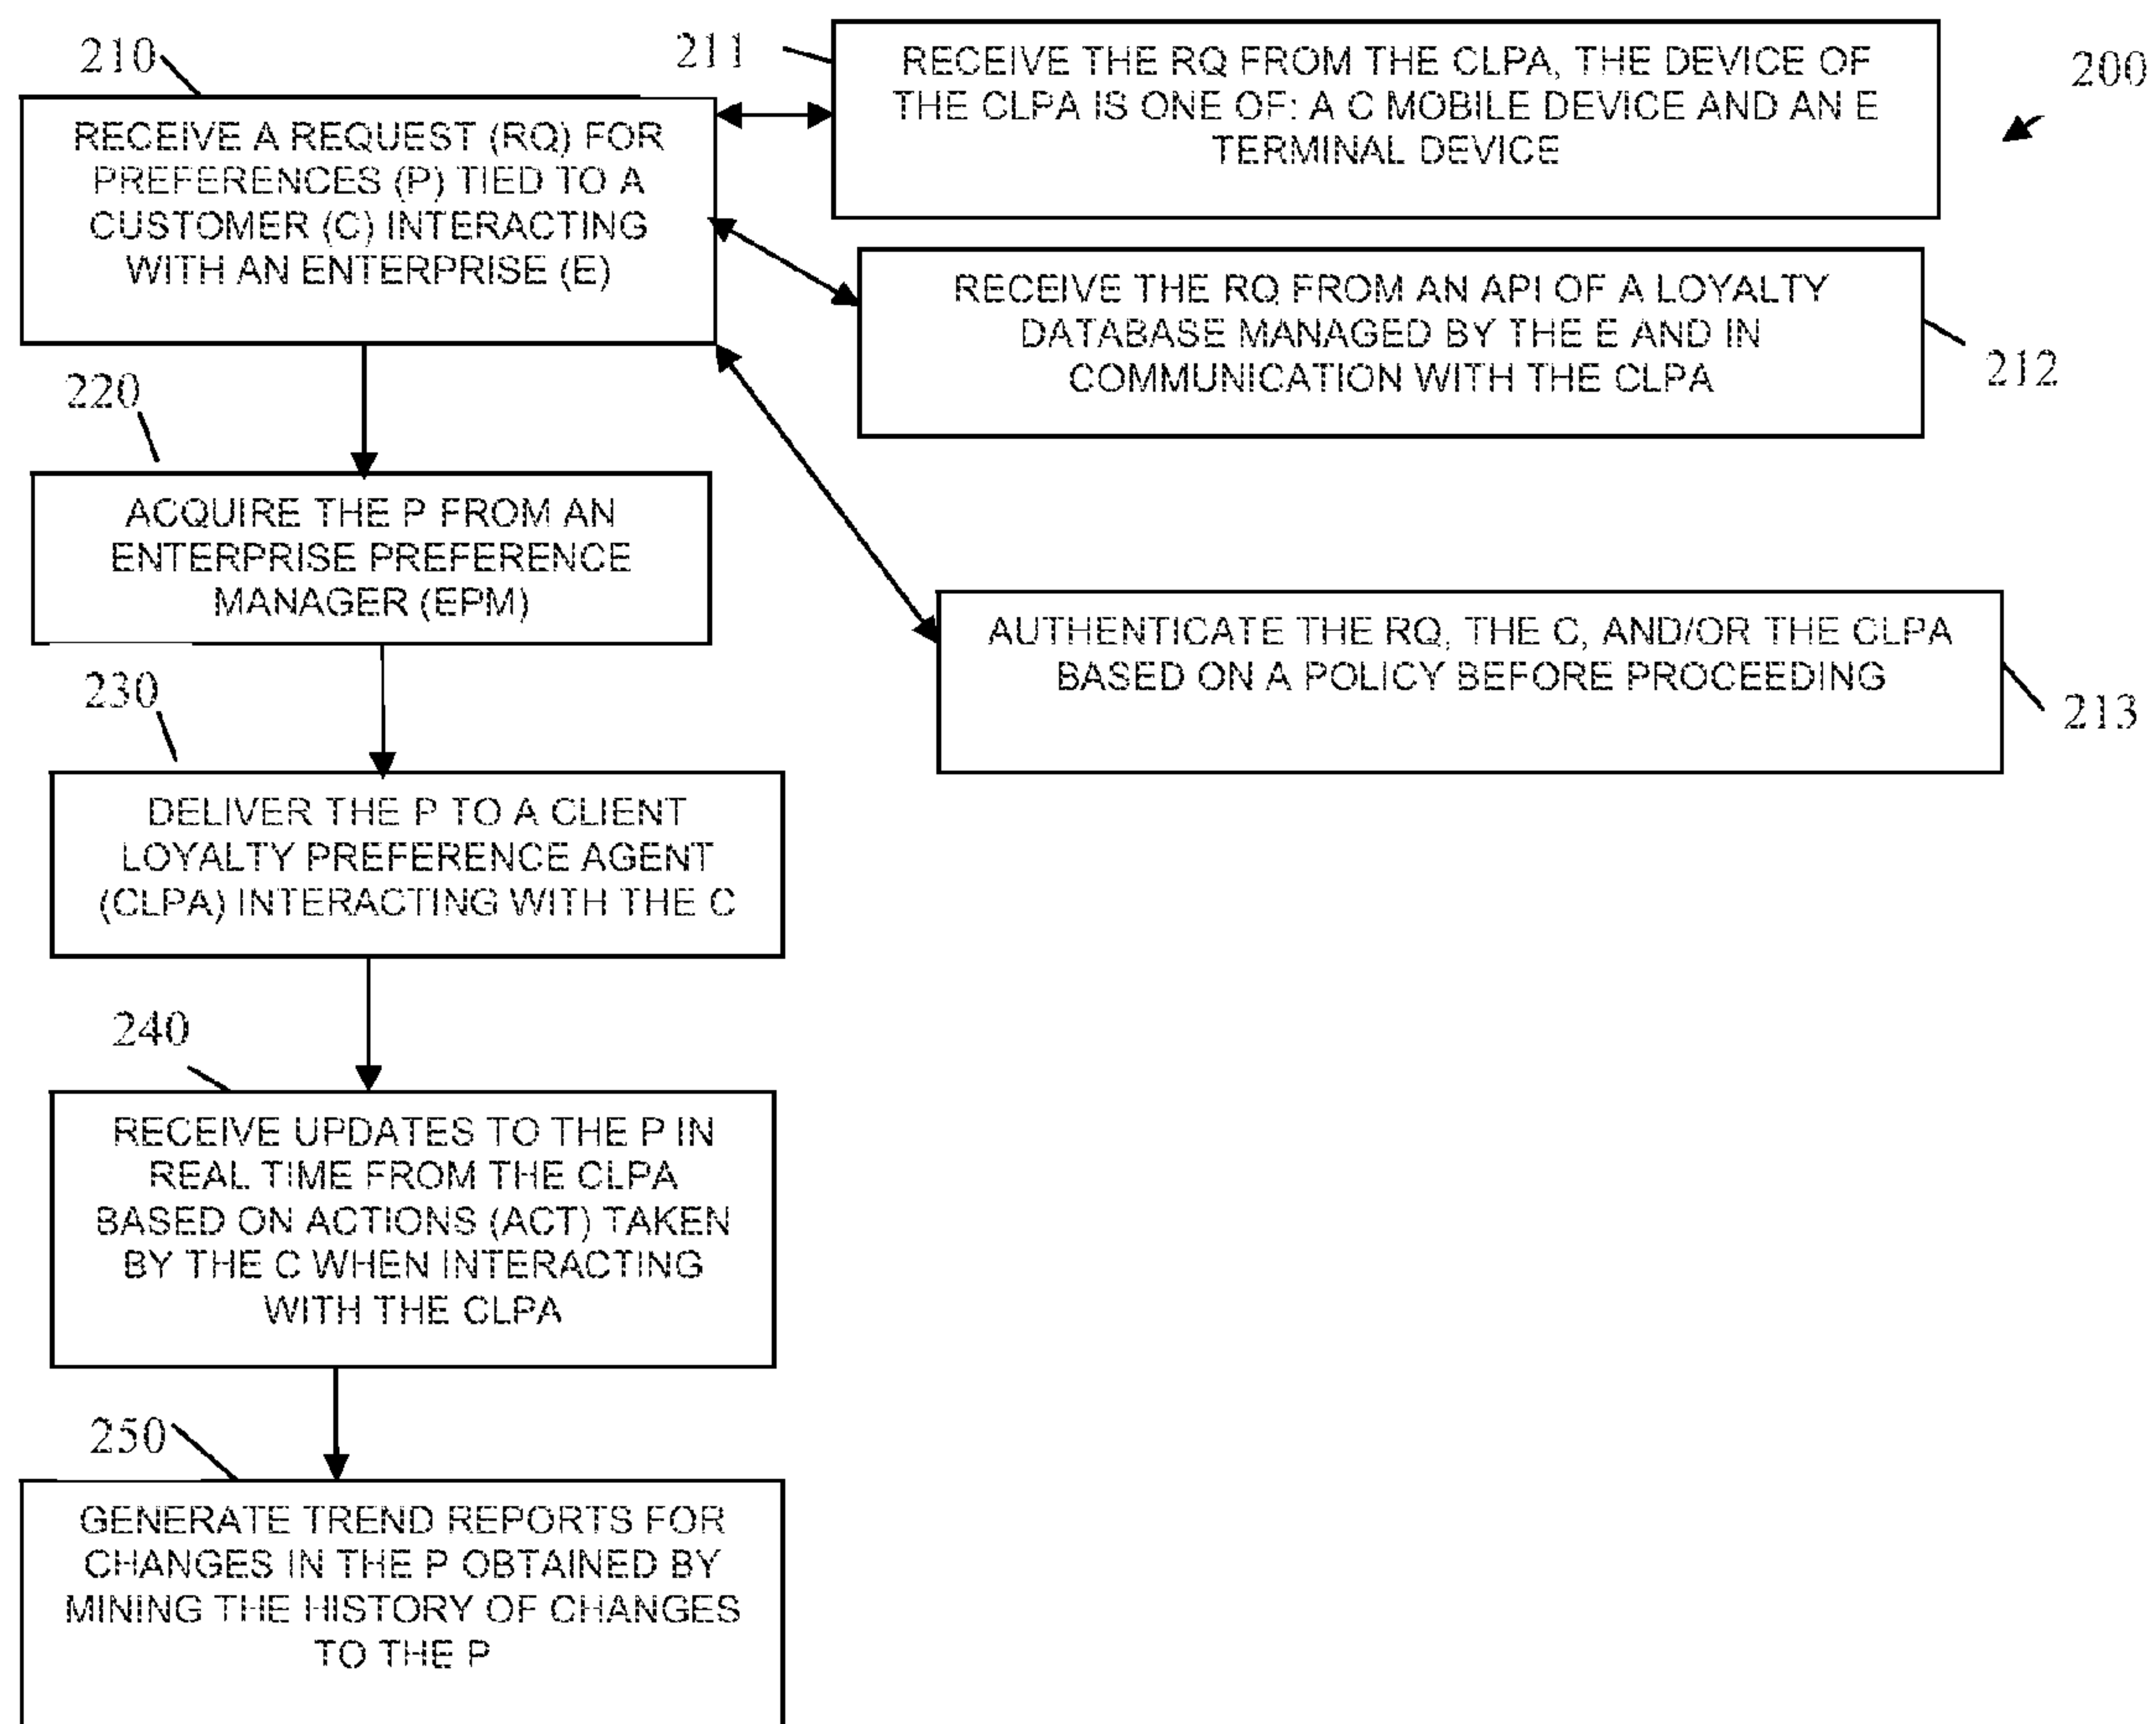 210
RECEIVE A REQUEST (RQ) FOR
PREFERENCES (P) TIED TO A
CUSTOMER (C) INTERACTING
WITH AN ENTERPRISE (E)
211
RECEIVE THE RQ FROM THE CLPA, THE DEVICE OF
THE CLPA IS ONE OF: A C MOBILE DEVICE AND AN E
TERMINAL DEVICE
200
RECEIVE THE RQ FROM AN API OF A LOYALTY
DATABASE MANAGED BY THE E AND IN
COMMUNICATION WITH THE CLPA
212
220
ACQUIRE THE P FROM AN
ENTERPRISE PREFERENCE
MANAGER (EPM)
AUTHENTICATE THE RQ, THE C, AND/OR THE CLPA
BASED ON A POLICY BEFORE PROCEEDING
213
230
DELIVER THE P TO A CLIENT
LOYALTY PREFERENCE AGENT
(CLPA) INTERACTING WITH THE C
240
RECEIVE UPDATES TO THE P IN
REAL TIME FROM THE CLPA
BASED ON ACTIONS (ACT) TAKEN
BY THE C WHEN INTERACTING
WITH THE CLPA
250
GENERATE TREND REPORTS FOR
CHANGES IN THE P OBTAINED BY
MINING THE HISTORY OF CHANGES
TO THE P